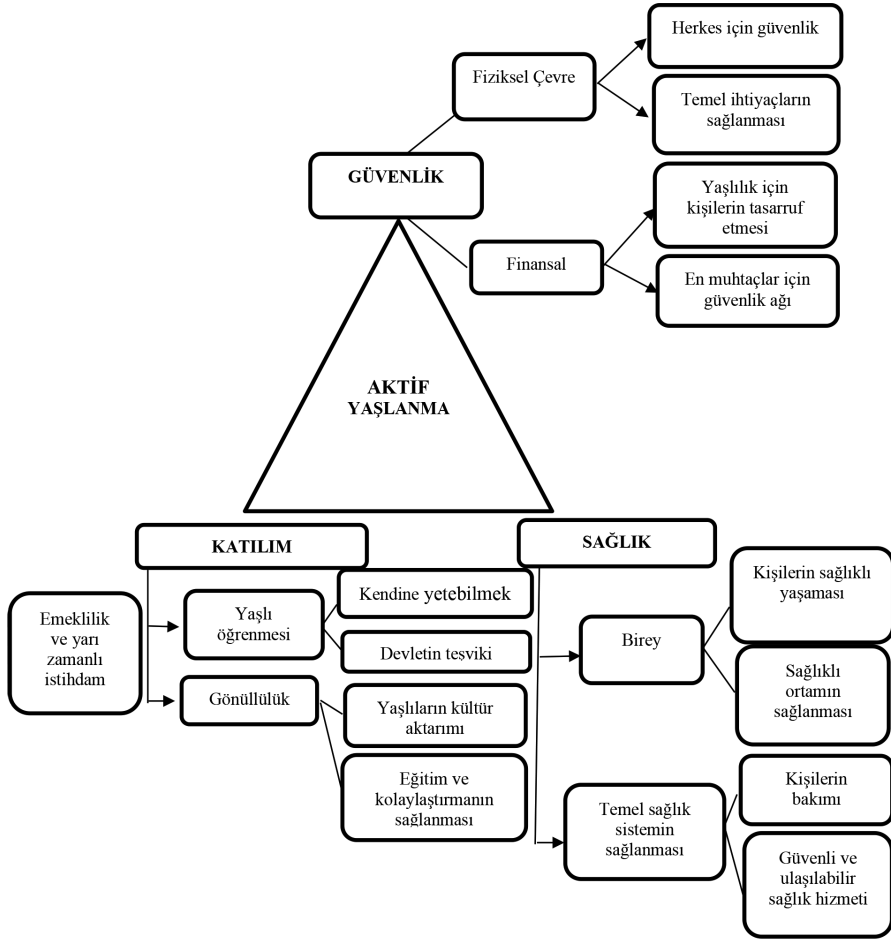 Herkes için güvenlik
Fiziksel Çevre
Temel ihtiyaçların
sağlanması
GÜVENLİK
Yaşlılık için
kişilerin tasarruf
etmesi
Finansal
En muhtaçlar için
güvenlik ağı
AKTİF
YAŞLANMA
KATILIM
Emeklilik
ve yarı
zamanlı
istihdam
Yaşlı
öğrenmesi
Kendine yetebilmek
Devletin teşviki
Gönüllülük
Yaşlıların kültür
aktarımı
Eğitim ve
kolaylaştırmanın
sağlanması
SAĞLIK
Birey
Kişilerin sağlıklı
yaşaması
Sağlıklı
ortamın
sağlanması
Temel sağlık
sistemin
sağlanması
Kişilerin
bakımı
Güvenli ve
ulaşılabilir
sağlık hizmeti